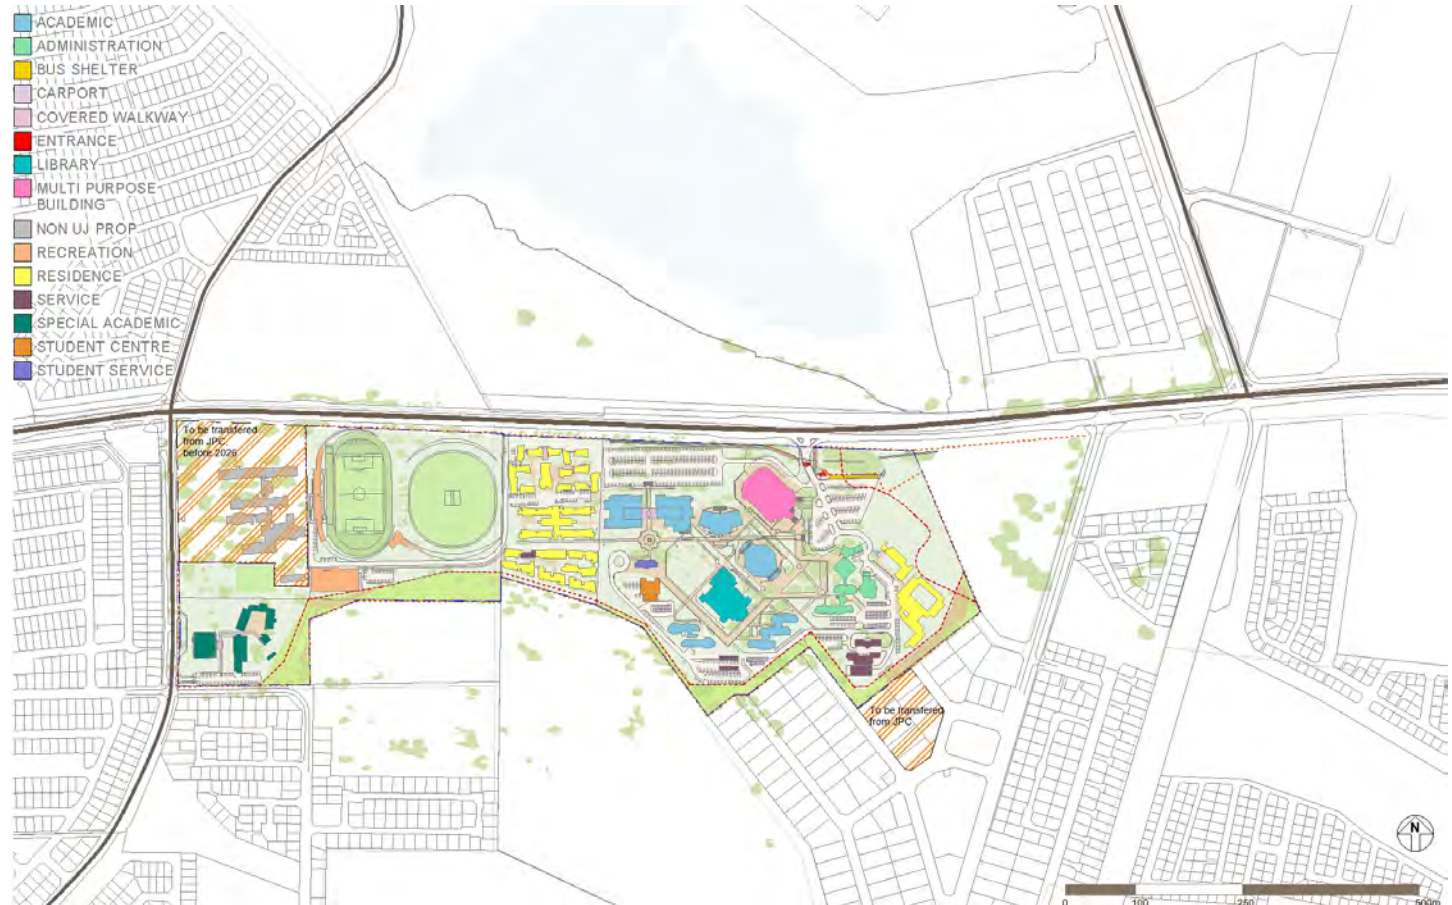 ACADEMIC
ADMINISTRATION
BUS SHELTER
CARPORT
COVERED WALKWAY
ENTRANCE
LIBRARY
MULTI PURPOSE
BUILDING
NON UJ PROP
RECREATION
RESIDENCE
SERVICE
SPECIAL ACADEMIC
STUDENT CENTRE
STUDENT SERVICE
To be transfered
from JPC.
before 2026
To be transfered
from JPC.
N
0 100 250 500m